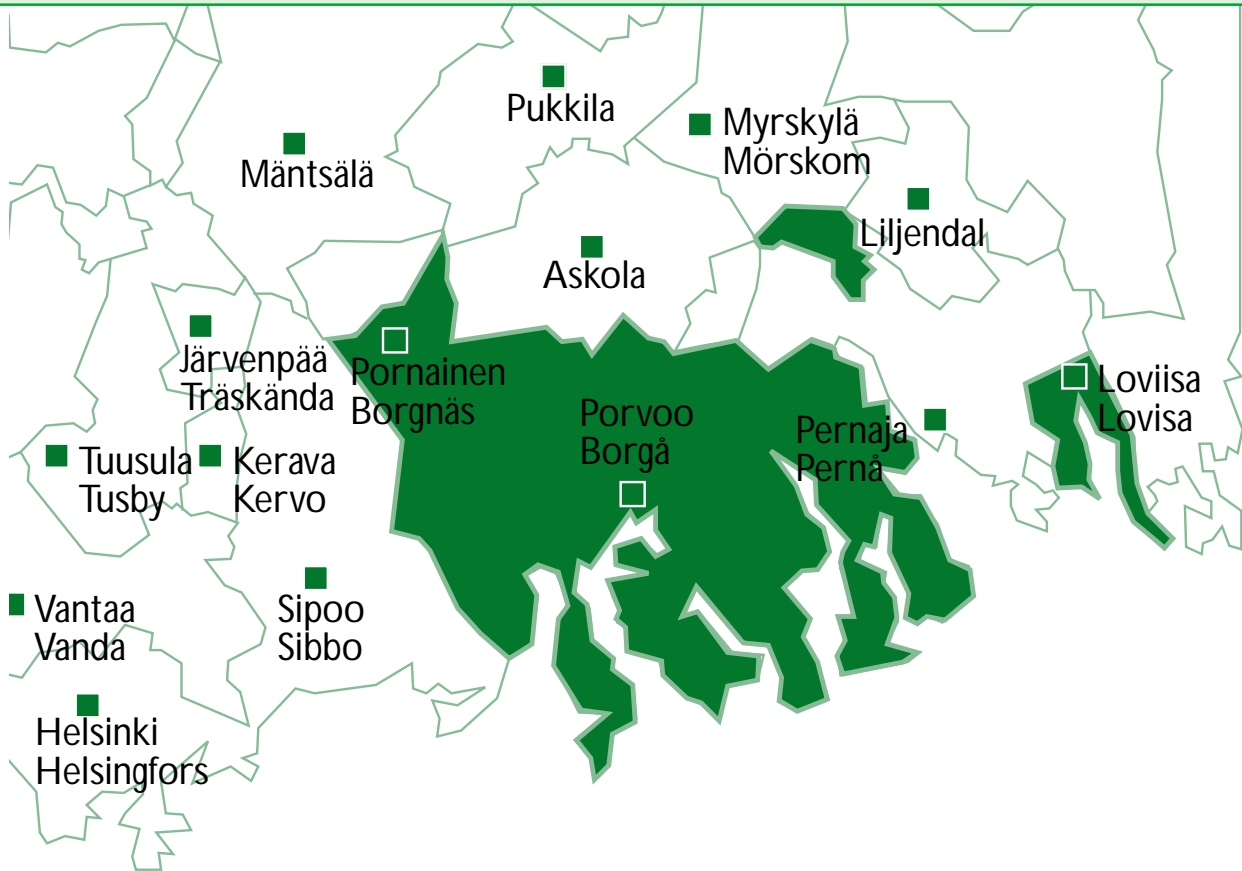 Pukkila
Myrskylä
Mörskom
Mäntsälä
Liljendal
Askola
Järvenpää
Träskända
Pornainen
Borgnäs
Porvoo
Borgå
Pernaja
Pernå
Loviisa
Lovisa
Tuusula
Tusby
Kerava
Kervo
Vantaa
Vanda
Sipoo
Sibbo
Helsinki
Helsingfors